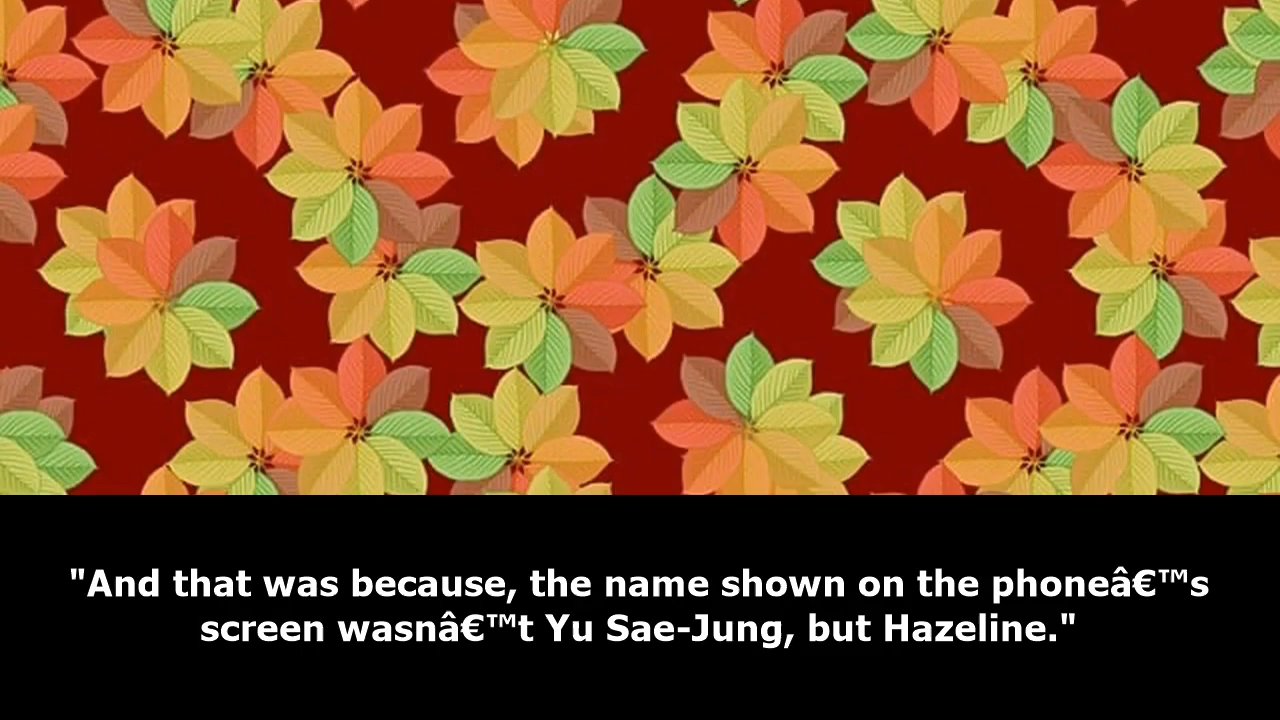 "And that was because, the name shown on the phoneâ€™s
screen wasnâ€™t Yu Sae-Jung, but Hazeline."